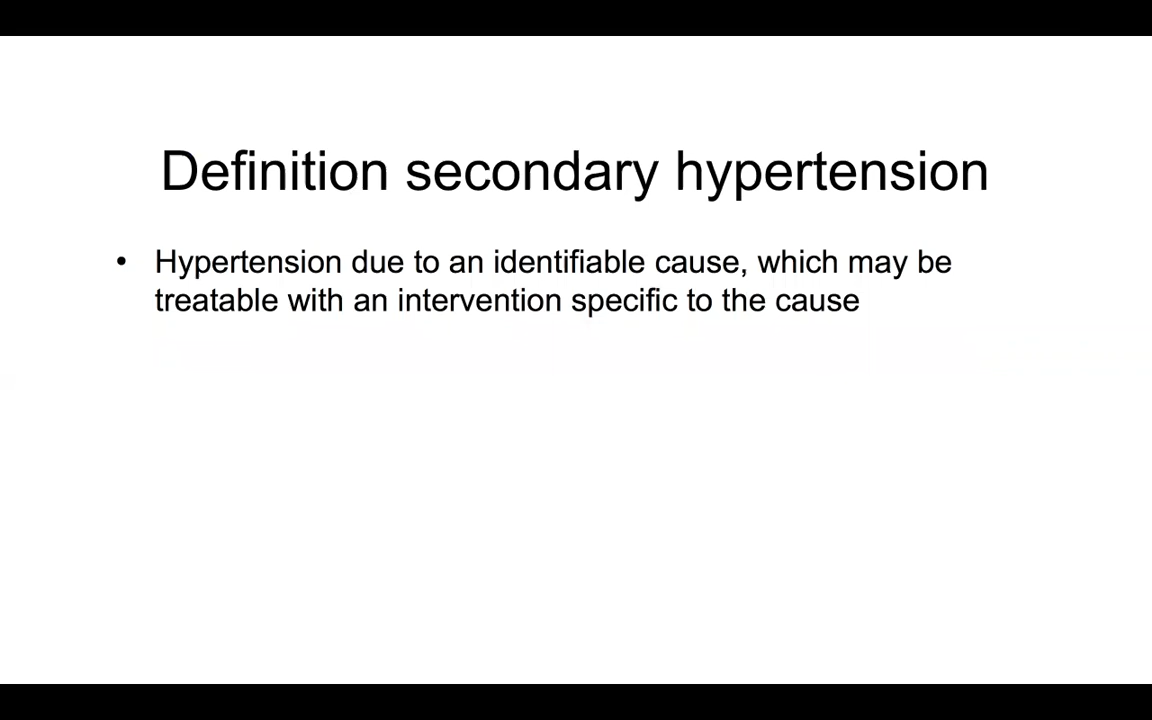 Definition secondary hypertension
• Hypertension due to an identifiable cause, which may be
treatable with an intervention specific to the cause